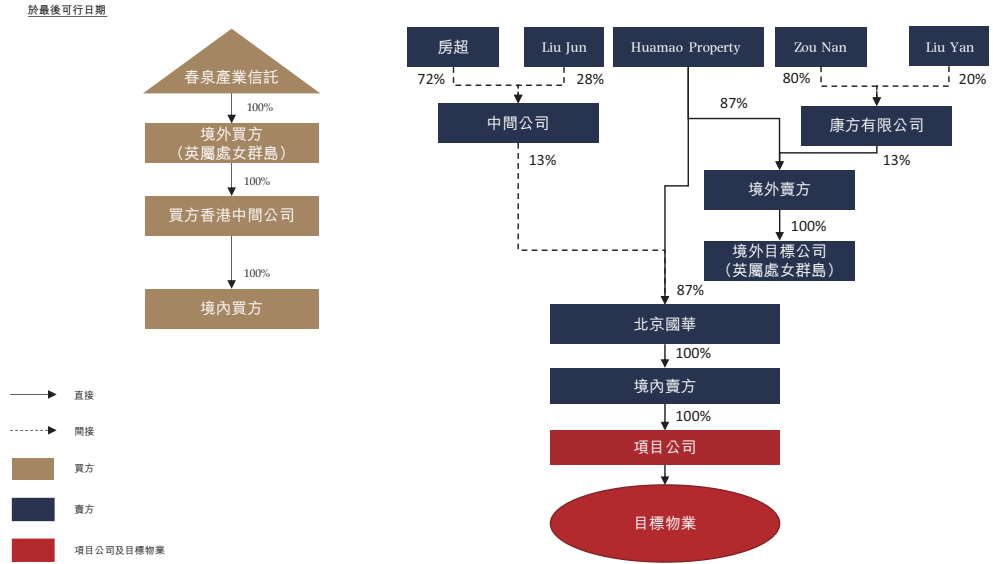 於最後可行日期
春泉產業信託
100%
境外買方
（英屬處女群島）
100%
買方香港中間公司
100%
境內買方
房超
Liu Jun
Huamao Property
Zou Nan
Liu Yan
72%
28%
80%
20%
中間公司
87%
康方有限公司
13%
13%
境外賣方
100%
境外目標公司
（英屬處女群島）
87%
北京國華
100%
境內賣方
100%
項目公司
目標物業
直接
間接
買方
賣方
項目公司及目標物業